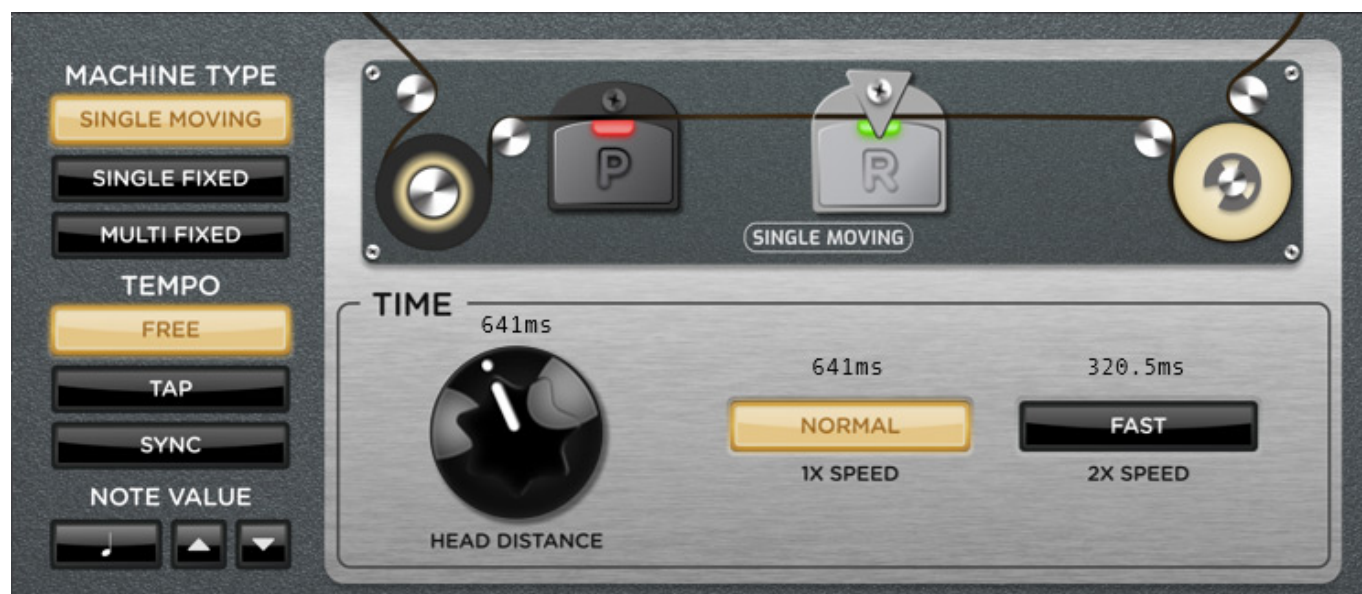 MACHINE TYPE
SINGLE MOVING
SINGLE FIXED
MULTI FIXED
TEMPO
FREE
TAP
SYNC
NOTE VALUE
P
R
SINGLE MOVING
TIME
641ms
HEAD DISTANCE
641ms
NORMAL
1X SPEED
320.5ms
FAST
2X SPEED